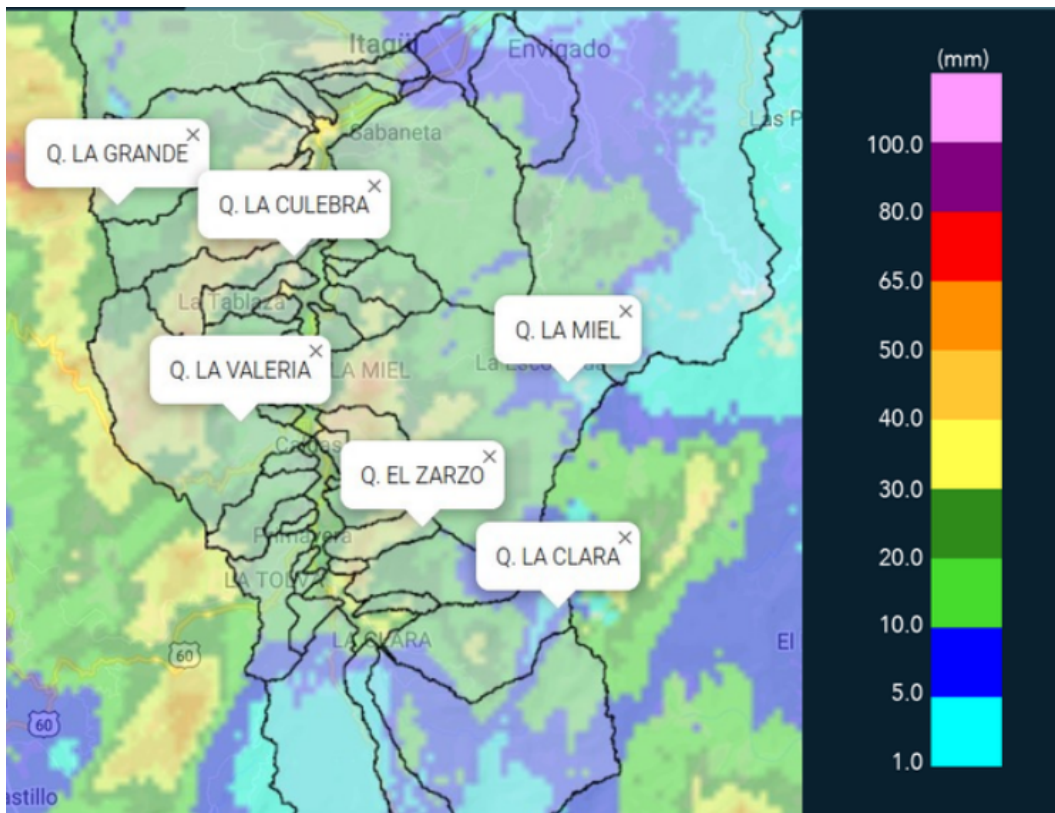 Itagüí
Envigado
(mm)
Las P
Sabaneta
Q. LA GRANDE
100.0
Q. LA CULEBRA
80.0
65.0
La Tablaza
Q. LA MIEL
50.0
Q. LA VALERIA
LA MIEL
40.0
Caldas
Q. EL ZARZO
30.0
Primavera
Q. LA CLARA
20.0
LA TOLVA
10.0
LA CLARA
60
El
5.0
60
1.0
astillo